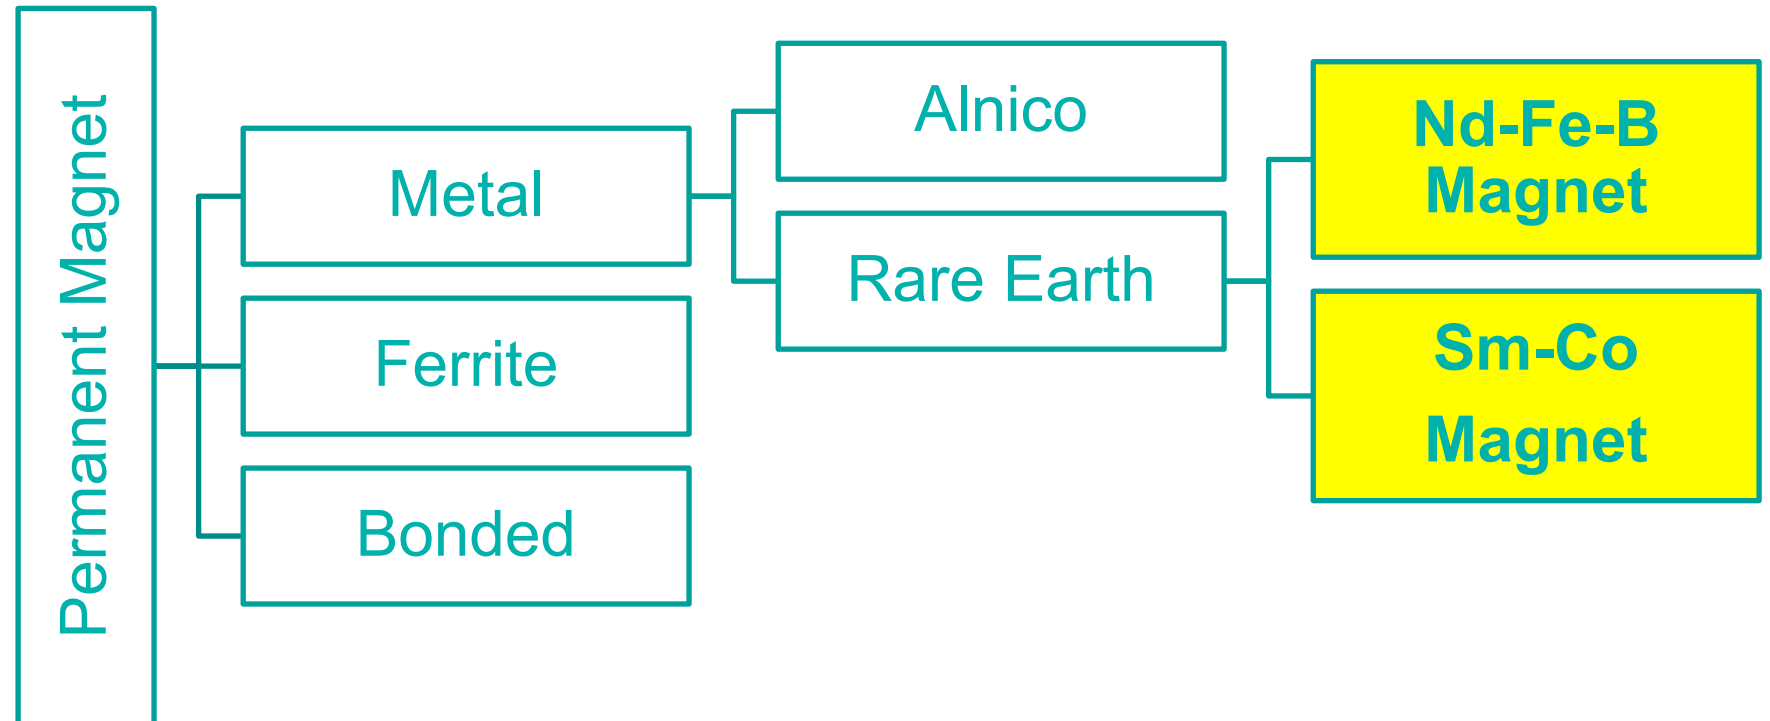 Permanent Magnet
Metal
Ferrite
Bonded
Alnico
Rare Earth
Nd-Fe-B
Magnet
Sm-Co
Magnet